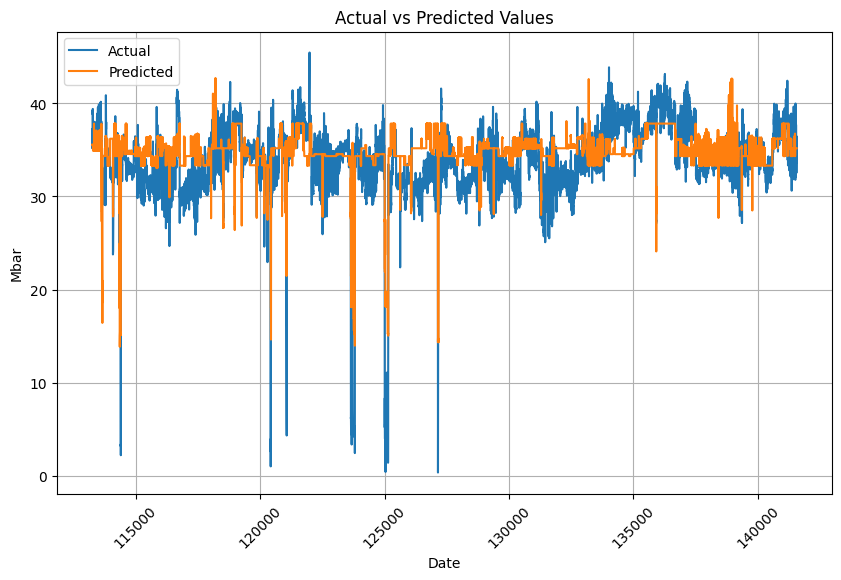 Actual vs Predicted Values
Actual
Predicted
Mbar
40
30
20
10
0
115000
120000
125000
130000
135000
140000
Date